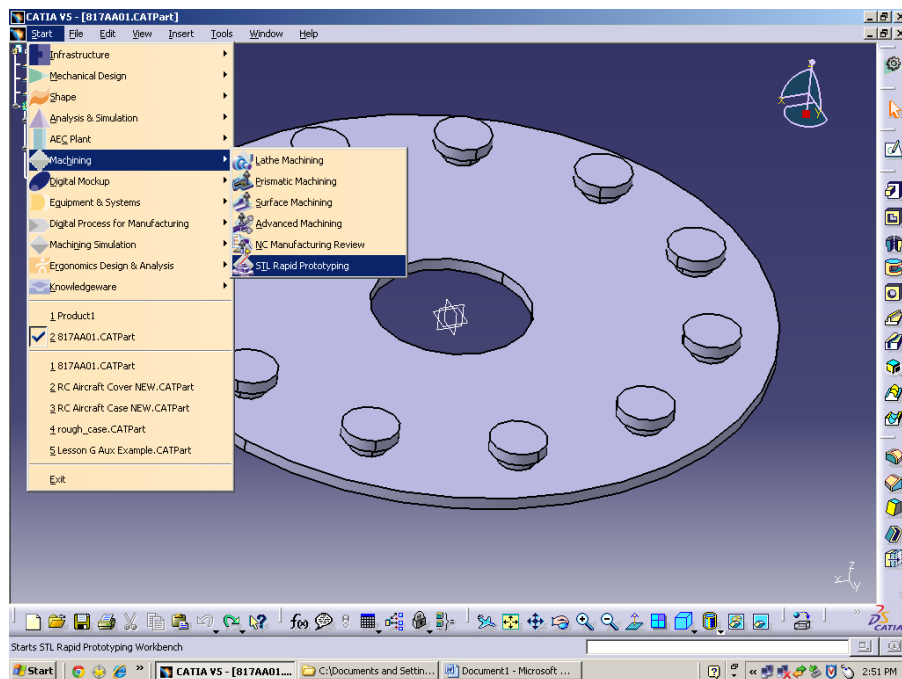 CATIA V5 - [817AA01.CATPart]
Start File Edit View Insert Tools Window Help
Infrastructure
Mechanical Design
Shape
Analysis & Simulation
AEC Plant
Machining
Digital Mockup
Equipment & Systems
Digital Process for Manufacturing
Machining Simulation
Ergonomics Design & Analysis
Knowledgeware
1 Product1
2 817AA01.CATPart
1 817AA01.CATPart
2 RC Aircraft Cover NEW.CATPart
3 RC Aircraft Case NEW.CATPart
4 rough_case.CATPart
5 Lesson G Aux Example.CATPart
Exit
Lathe Machining
Prismatic Machining
Surface Machining
Advanced Machining
NC Manufacturing Review
STL Rapid Prototyping
z
x
y
f(x)
CATIA
Starts STL Rapid Prototyping Workbench
Start
CATIA V5 - [817AA01....
C:\Documents and Settin...
Document1 - Microsoft ...
2:51 PM